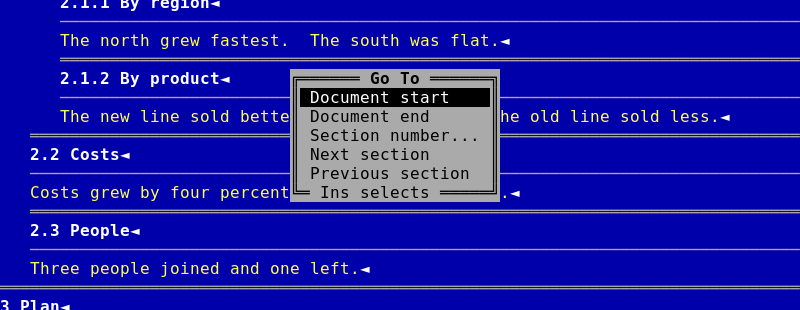 2.1.1 By region◄
The north grew fastest.  The south was flat.◄
2.1.2 By product◄
The new line sold bette
he old line sold less.◄
2.2 Costs◄
Costs grew by four percent
.◄
2.3 People◄
Three people joined and one left.◄
3 Plan◄
Go To
Document start
Document end
Section number...
Next section
Previous section
Ins selects